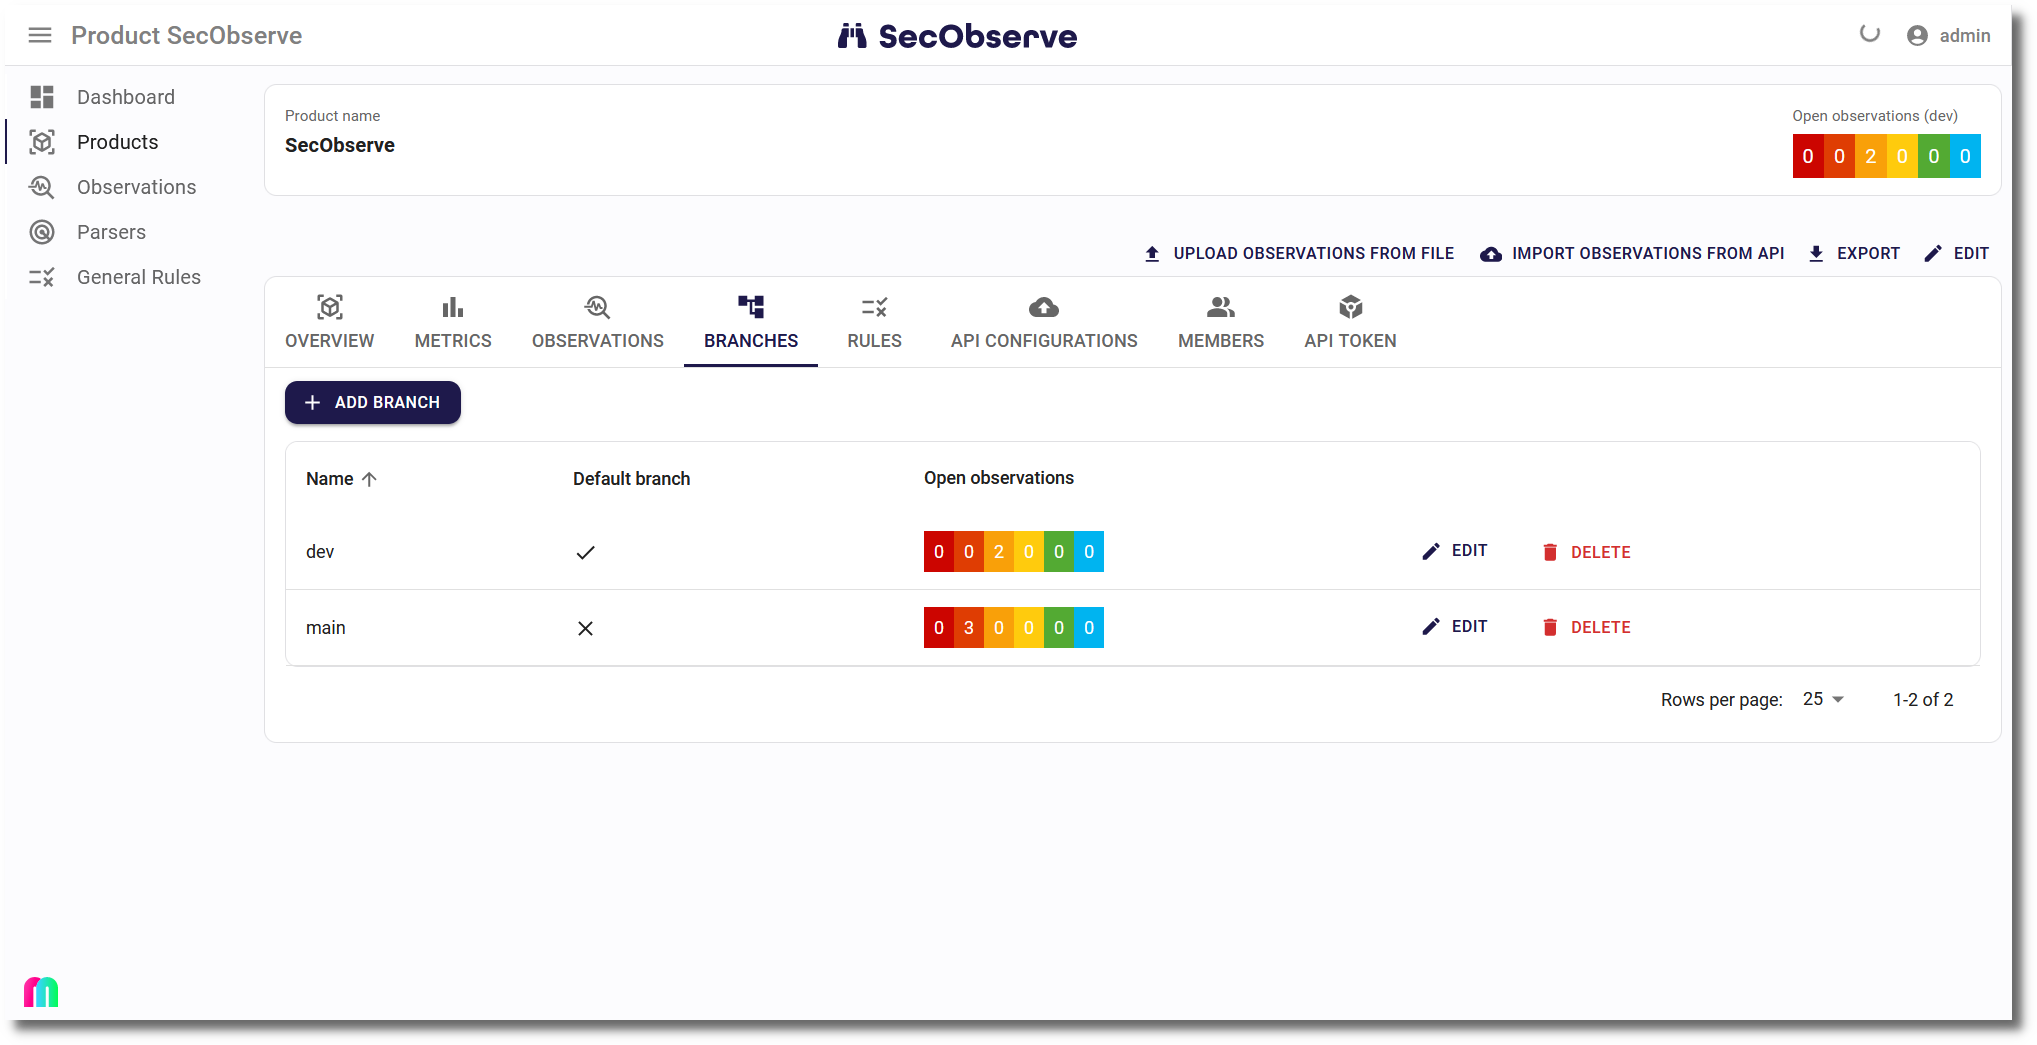 Product SecObserve
SecObserve
admin
Dashboard
Products
Observations
Parsers
General Rules
Product name
SecObserve
Open observations (dev)
0 0 2 0 0 0
UPLOAD OBSERVATIONS FROM FILE
IMPORT OBSERVATIONS FROM API
EXPORT
EDIT
OVERVIEW
METRICS
OBSERVATIONS
BRANCHES
RULES
API CONFIGURATIONS
MEMBERS
API TOKEN
ADD BRANCH
Name Default branch Open observations
dev 0 0 2 0 0 0 EDIT DELETE
main 0 3 0 0 0 0 EDIT DELETE
Rows per page: 25 1-2 of 2